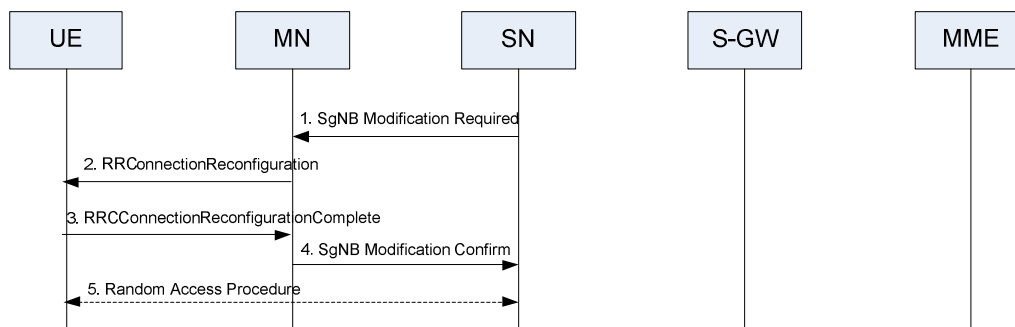 UE
MN
SN
S-GW
MME
1. SgNB Modification Required
2. RRConnectionReconfiguration
3. RRCConnectionReconfigurationComplete
4. SgNB Modification Confirm
5. Random Access Procedure